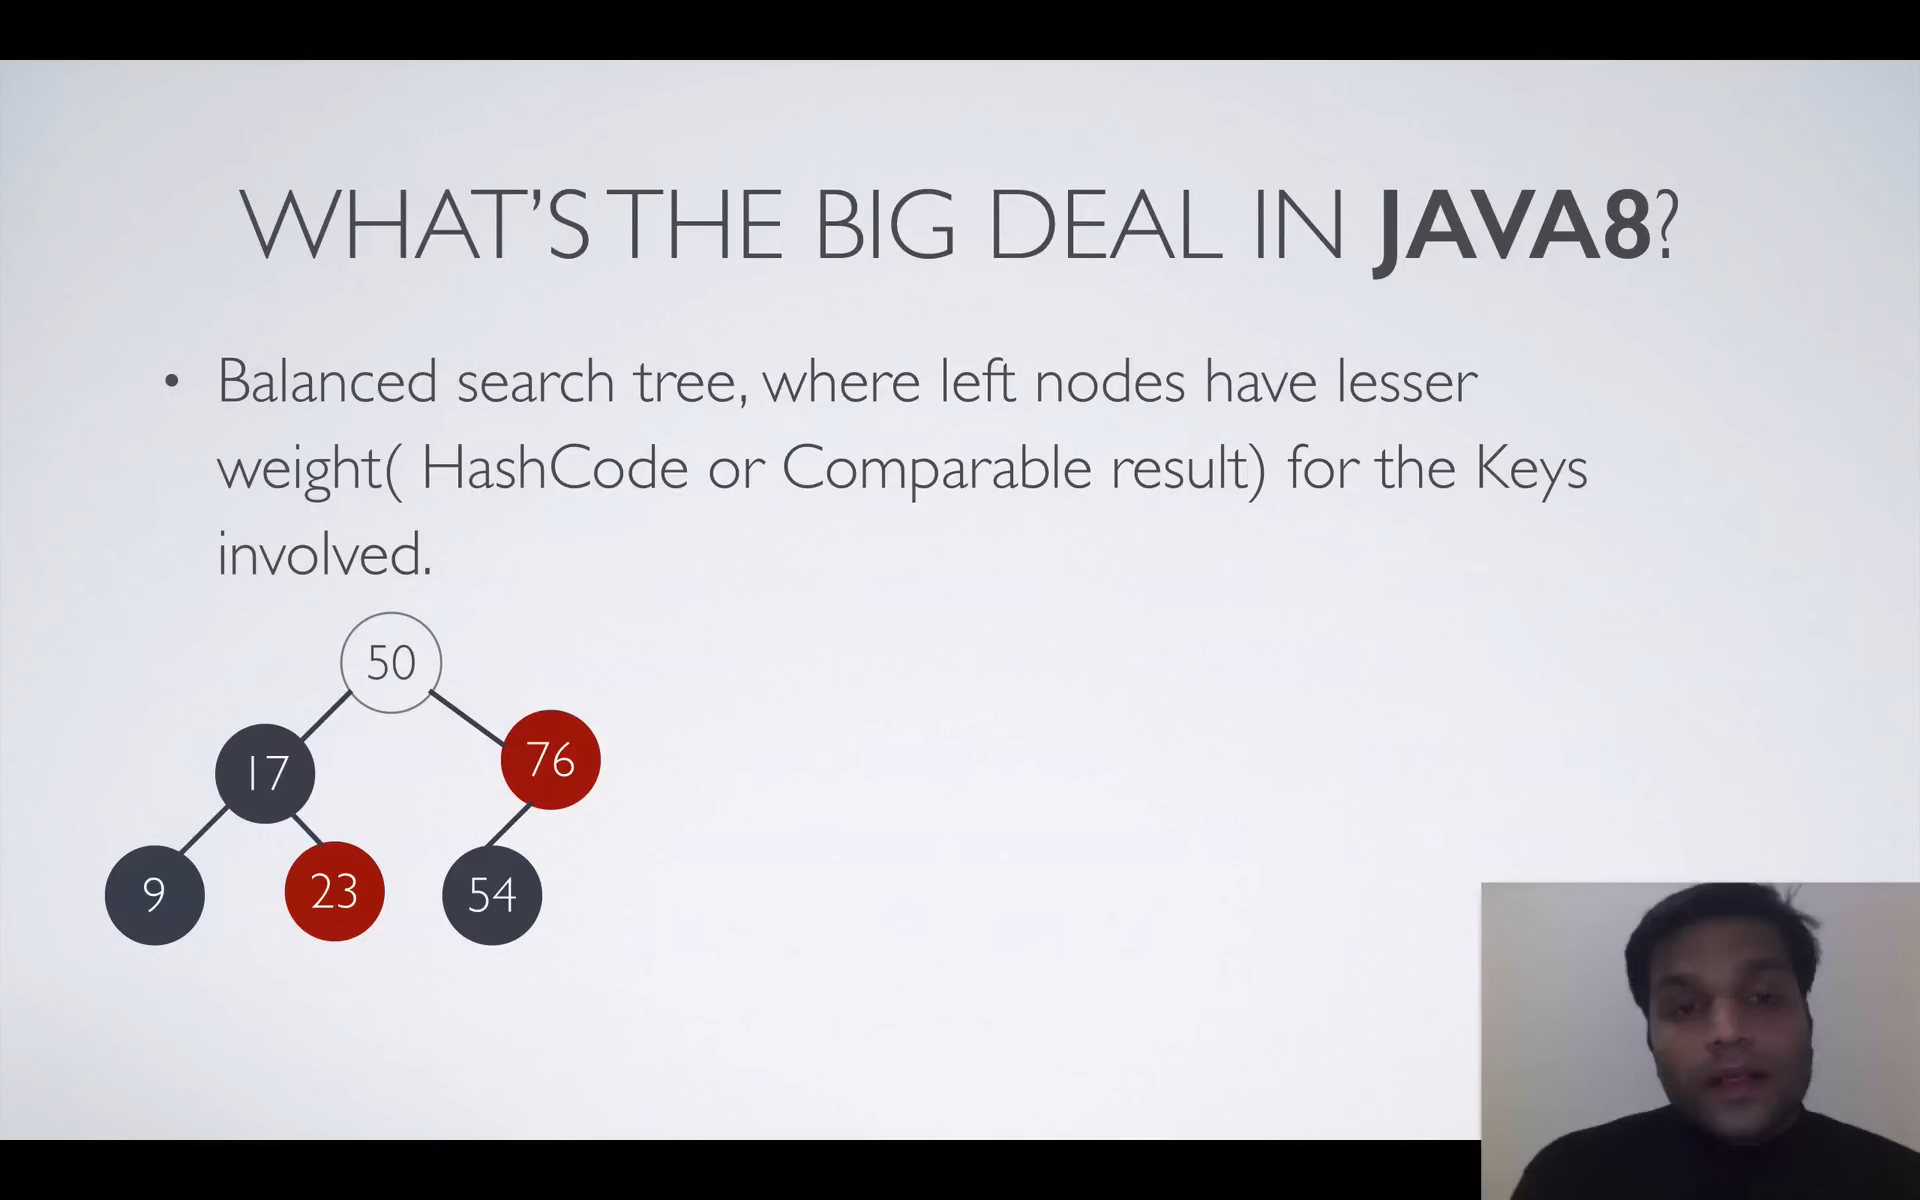 WHAT'S THE BIG DEAL IN JAVA8?
• Balanced search tree, where left nodes have lesser
weight( HashCode or Comparable result) for the Keys
involved.
50
17
76
9
23
54